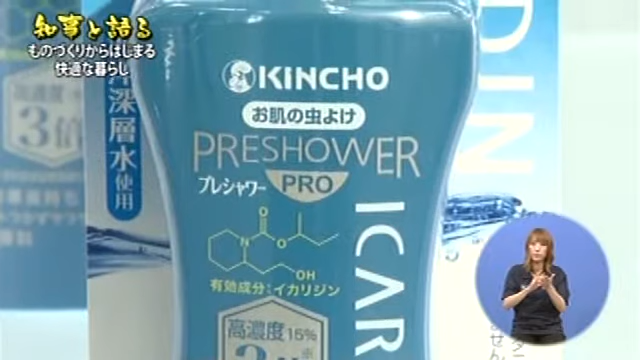 知事と語る
ものづくりからはじまる
快適な暮らし
KINCHO
お肌の虫よけ
PRESHOWER
プレシャワー PRO
N
O
O
OH
有効成分:イカリジン
高濃度15%
ICAR
DIN
深層水
使用
高濃度
3倍